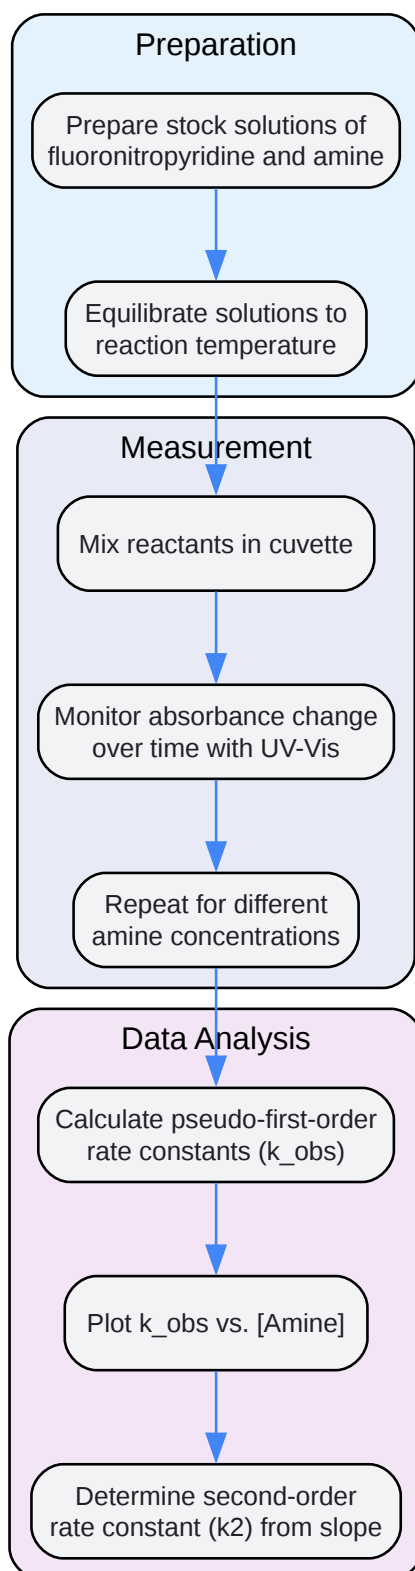 Preparation
Prepare stock solutions of
fluoronitropyridine and amine
Equilibrate solutions to
reaction temperature
Measurement
Mix reactants in cuvette
Monitor absorbance change
over time with UV-Vis
Repeat for different
amine concentrations
Data Analysis
Calculate pseudo-first-order
rate constants (k_obs)
Plot k_obs vs. [Amine]
Determine second-order
rate constant (k2) from slope